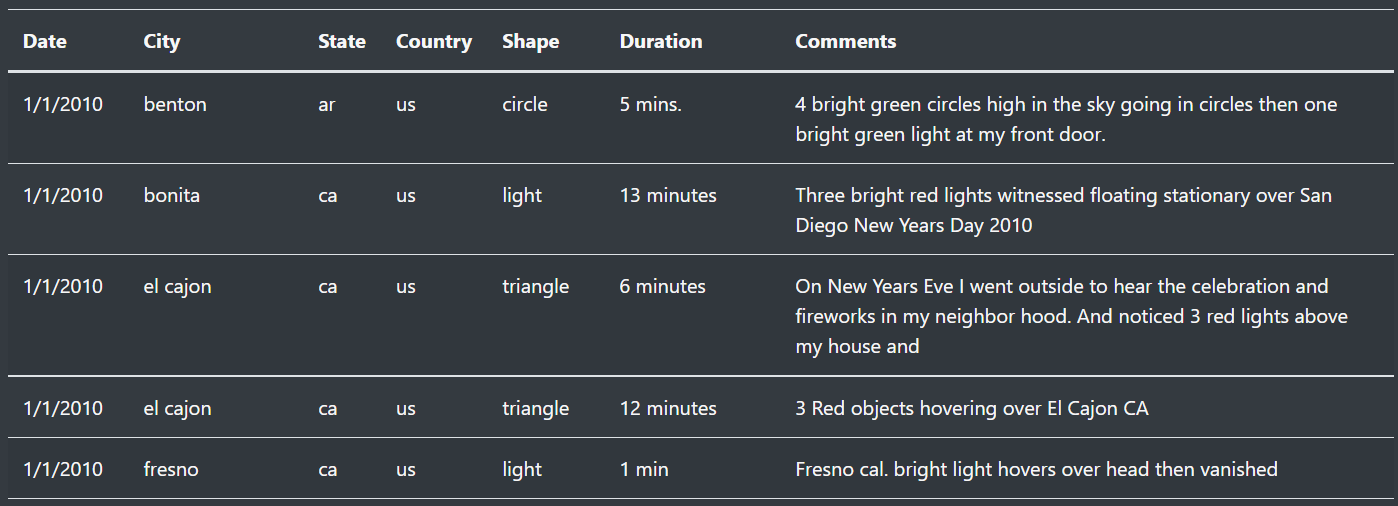 Date City State Country Shape Duration Comments
1/1/2010 benton ar us circle 5 mins. 4 bright green circles high in the sky going in circles then one
bright green light at my front door.
1/1/2010 bonita ca us light 13 minutes Three bright red lights witnessed floating stationary over San
Diego New Years Day 2010
1/1/2010 el cajon ca us triangle 6 minutes On New Years Eve I went outside to hear the celebration and
fireworks in my neighbor hood. And noticed 3 red lights above
my house and
1/1/2010 el cajon ca us triangle 12 minutes 3 Red objects hovering over El Cajon CA
1/1/2010 fresno ca us light 1 min Fresno cal. bright light hovers over head then vanished